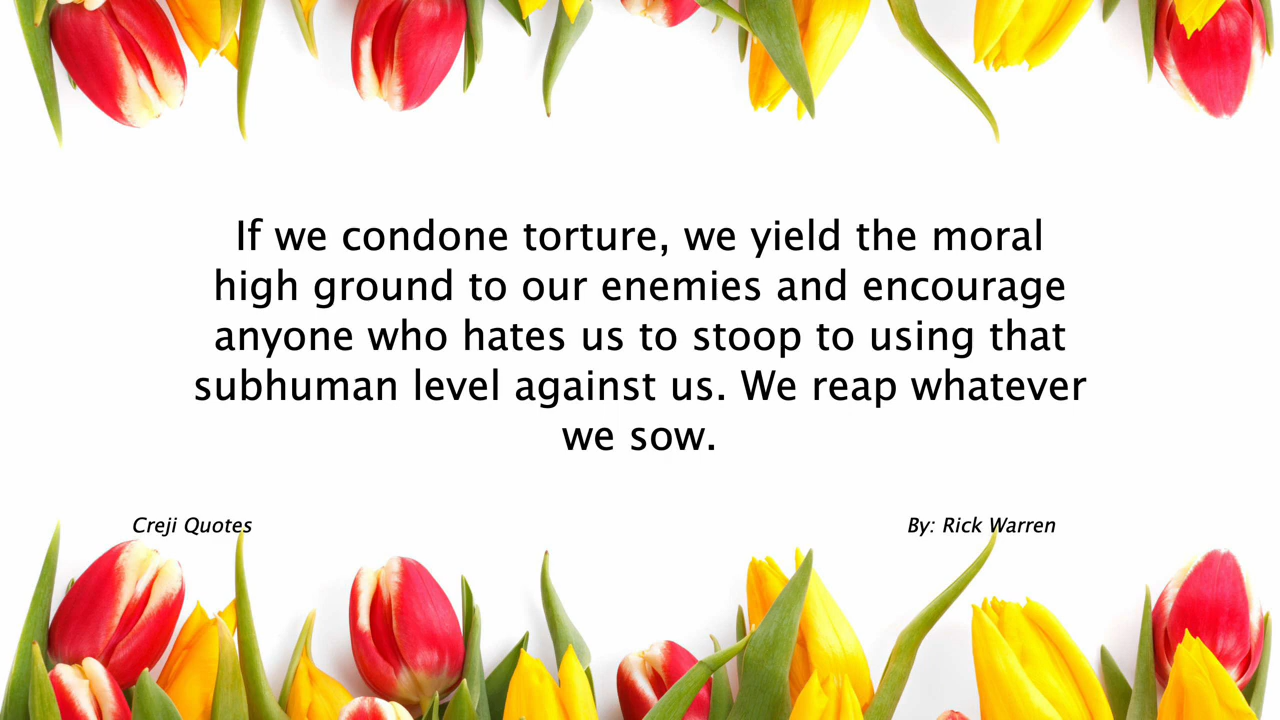 If we condone torture, we yield the moral
high ground to our enemies and encourage
anyone who hates us to stoop to using that
subhuman level against us. We reap whatever
we sow.
Creji Quotes
By: Rick Warren